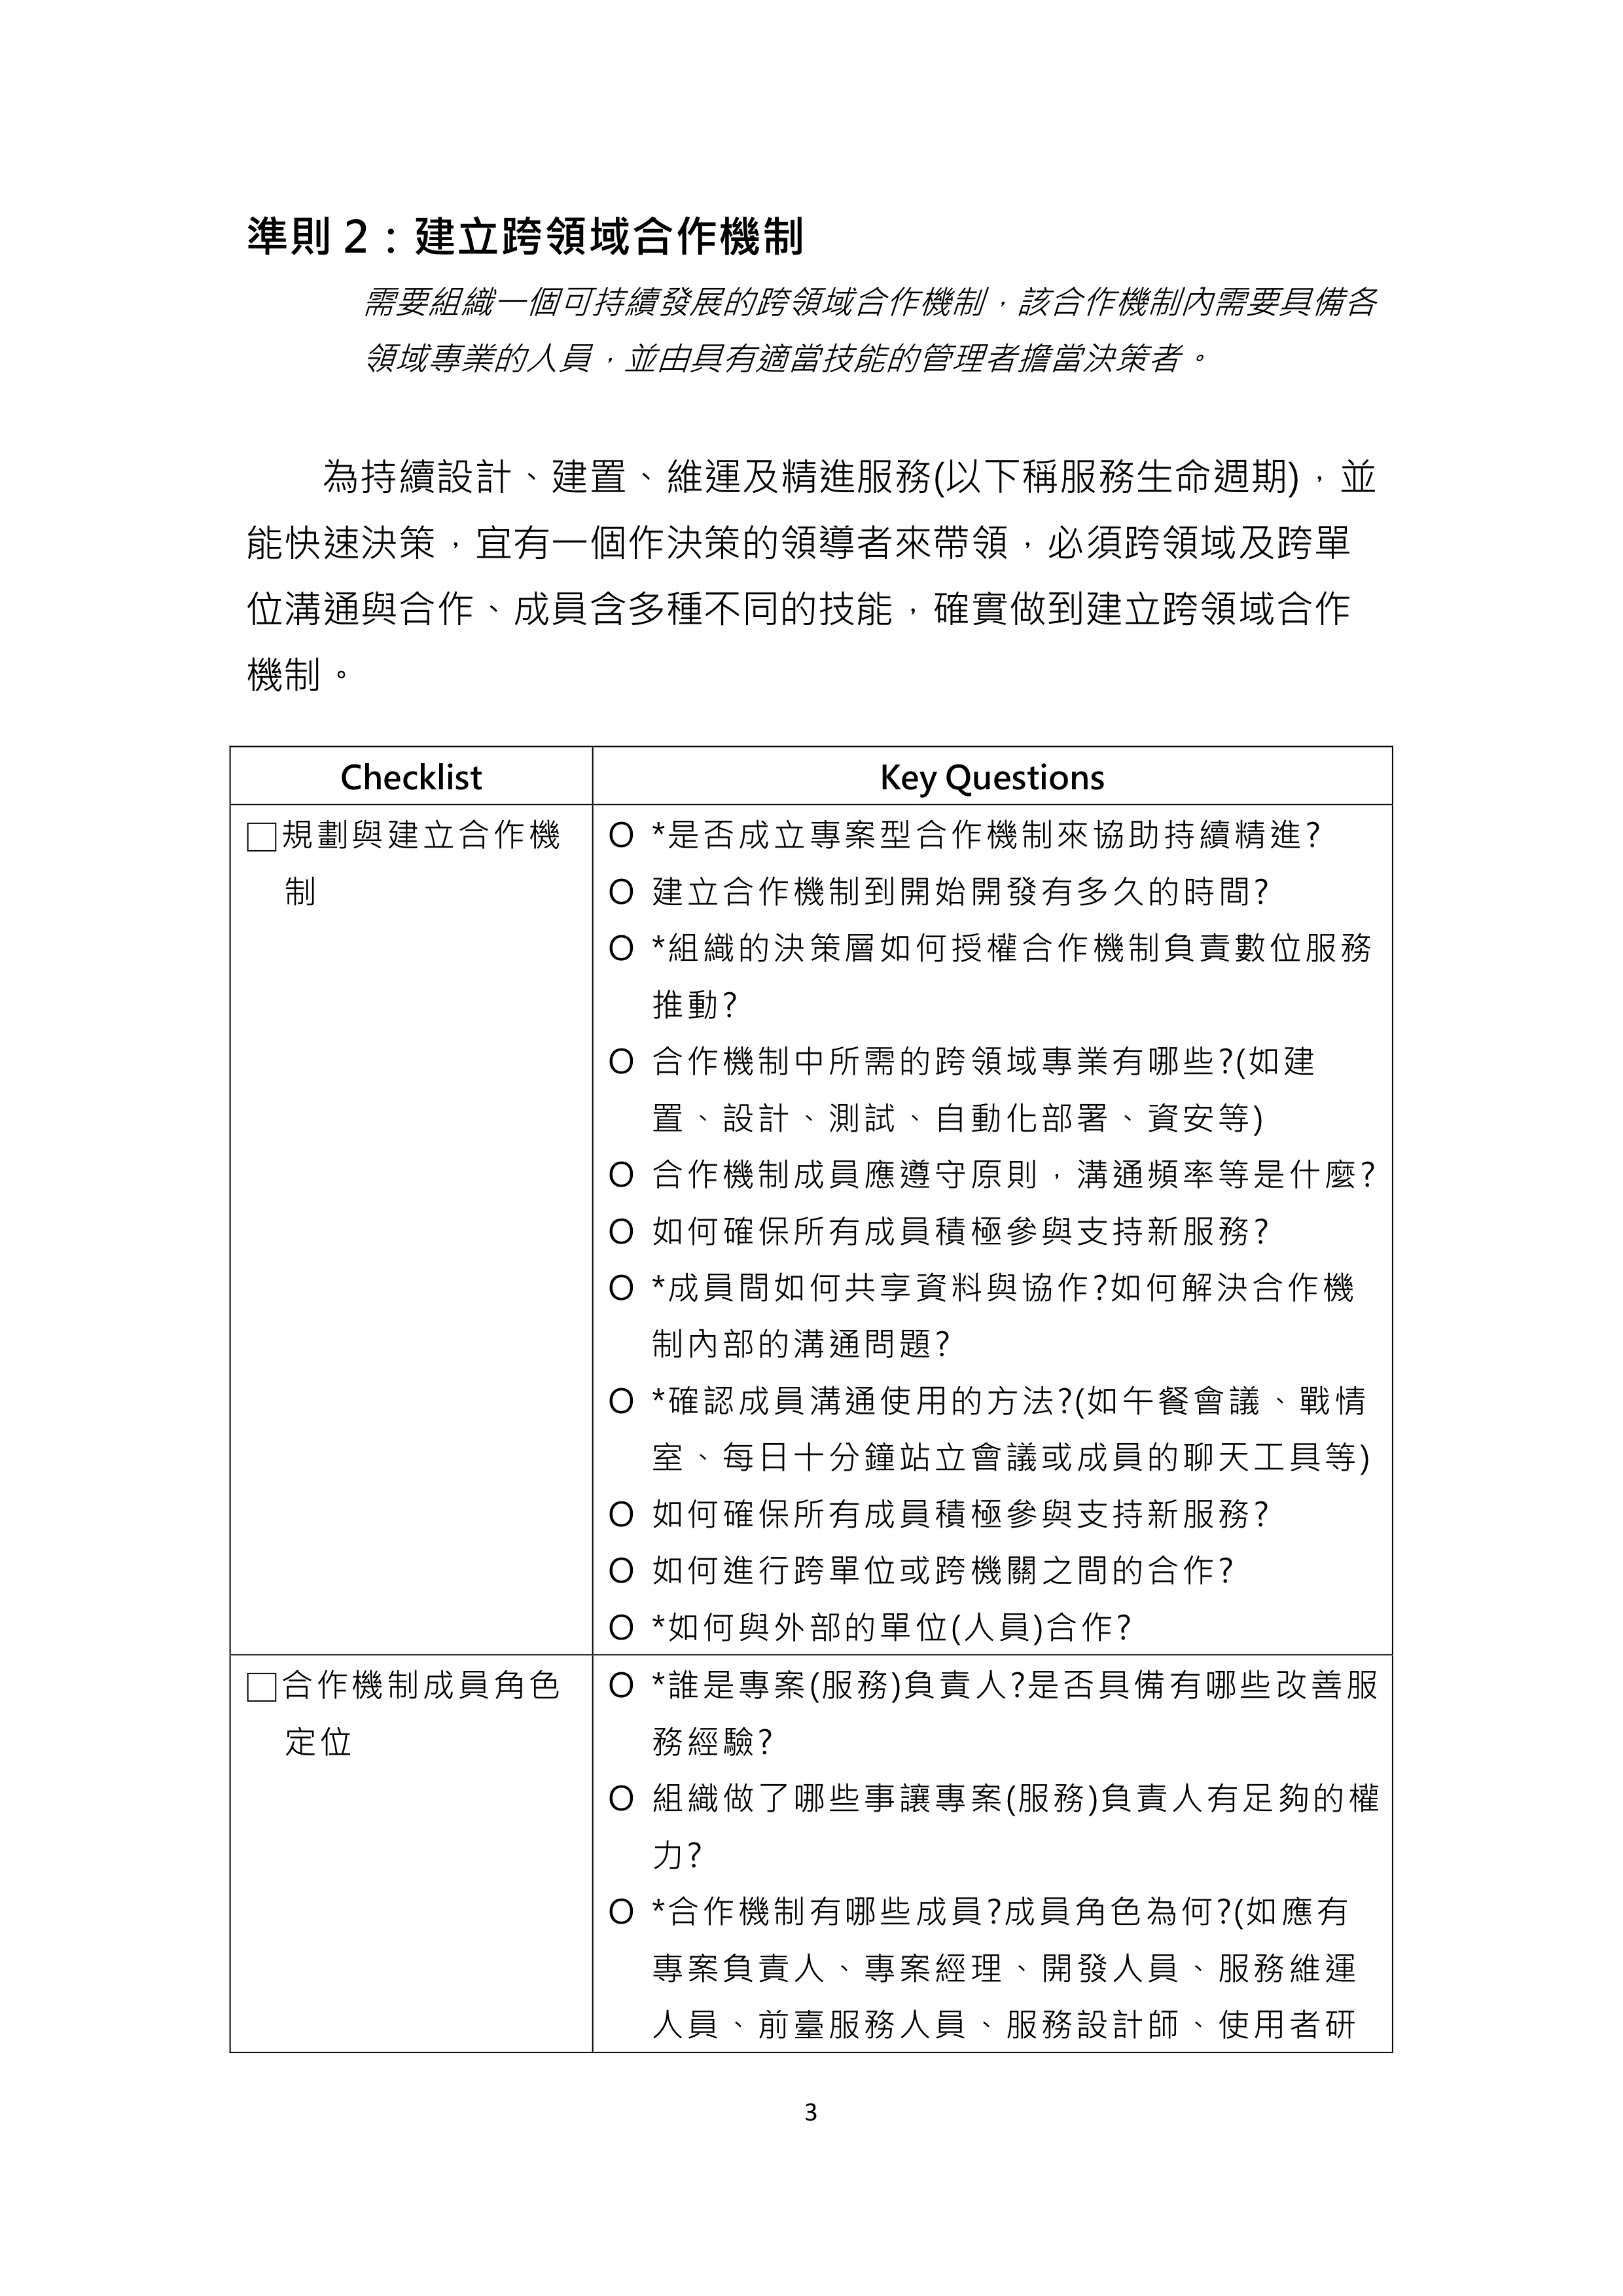 準則 2：建立跨領域合作機制
需要組織一個可持續發展的跨領域合作機制，該合作機制內需要具備各
領域專業的人員，並由具有適當技能的管理者擔當決策者。
為持續設計、建置、維運及精進服務(以下稱服務生命週期)，並
能快速決策，宜有一個作決策的領導者來帶領，必須跨領域及跨單
位溝通與合作、成員含多種不同的技能，確實做到建立跨領域合作
機制。
Checklist
Key Questions
□規劃與建立合作機
制
O *是否成立專案型合作機制來協助持續精進?
O 建立合作機制到開始開發有多久的時間?
O *組織的決策層如何授權合作機制負責數位服務
推動?
O 合作機制中所需的跨領域專業有哪些?(如建
置、設計、測試、自動化部署、資安等)
O 合作機制成員應遵守原則，溝通頻率等是什麼?
O 如何確保所有成員積極參與支持新服務?
O *成員間如何共享資料與協作?如何解決合作機
制內部的溝通問題?
O *確認成員溝通使用的方法?(如午餐會議、戰情
室、每日十分鐘站立會議或成員的聊天工具等)
O 如何確保所有成員積極參與支持新服務?
O 如何進行跨單位或跨機關之間的合作?
O *如何與外部的單位(人員)合作?
□合作機制成員角色
定位
O *誰是專案(服務)負責人?是否具備有哪些改善服
務經驗?
O 組織做了哪些事讓專案(服務)負責人有足夠的權
力?
O *合作機制有哪些成員?成員角色為何?(如應有
專案負責人、專案經理、開發人員、服務維運
人員、前臺服務人員、服務設計師、使用者研
3